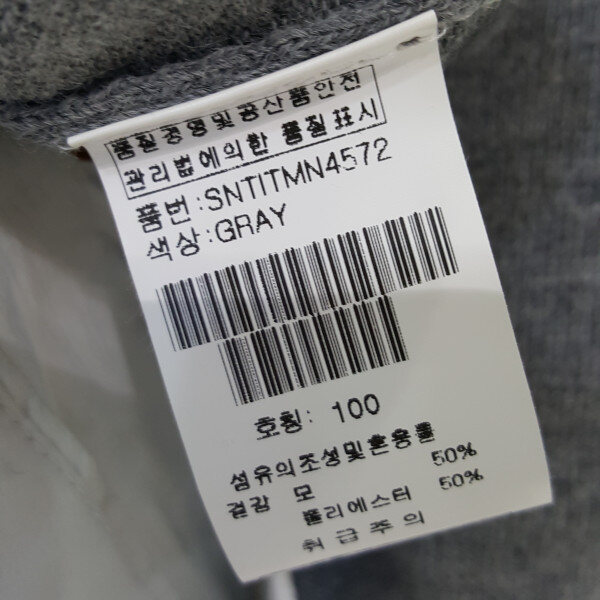 품질경영및공산품안전
관리법에의한 품질표시
품번:SNTITMN4572
색상:GRAY
호칭: 100
섬유의조성및혼용률
겉감 모 50%
폴리에스터 50%
취급주의